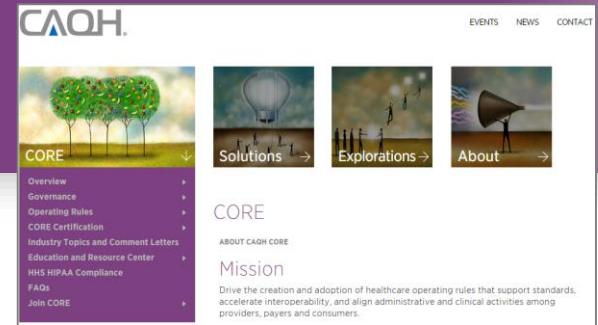 CAQH.
EVENTS NEWS CONTACT
CORE
Solutions
Explorations
About
Overview
Governance
Operating Rules
CORE Certification
Industry Topics and Comment Letters
Education and Resource Center
HHS HIPAA Compliance
FAQs
Join CORE
CORE
ABOUT CAQH CORE
Mission
Drive the creation and adoption of healthcare operating rules that support standards,
accelerate interoperability, and align administrative and clinical activities among
providers, payers and consumers.